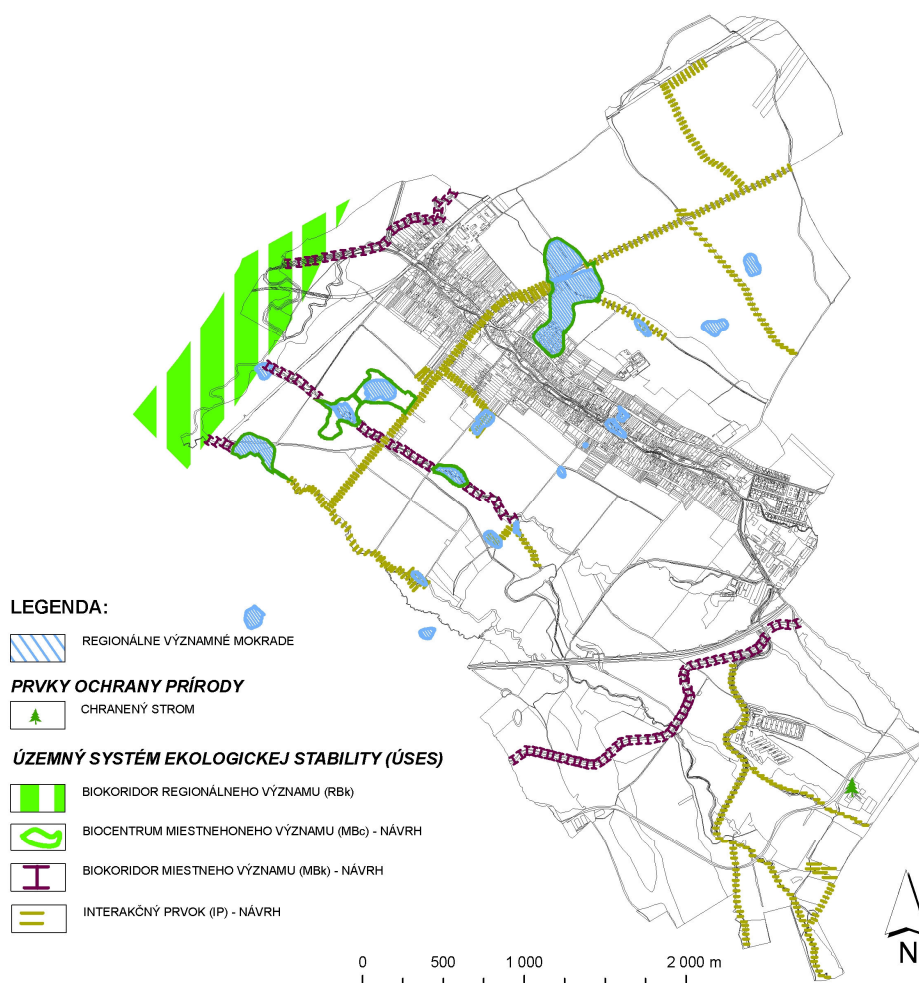 LEGENDA:
REGIONÁLNE VÝZNAMNÉ MOKRADE
PRVKY OCHRANY PRÍRODY
CHRANENÝ STROM
ÚZEMNÝ SYSTÉM EKOLOGICKEJ STABILITY (ÚSES)
BIOKORIDOR REGIONÁLNEHO VÝZNAMU (RBk)
BIOCENTRUM MIESTNEHONEHO VÝZNAMU (MBc) - NÁVRH
BIOKORIDOR MIESTNEHO VÝZNAMU (MBk) - NÁVRH
INTERAKČNÝ PRVOK (IP) - NÁVRH
0 500 1 000 2 000 m
N